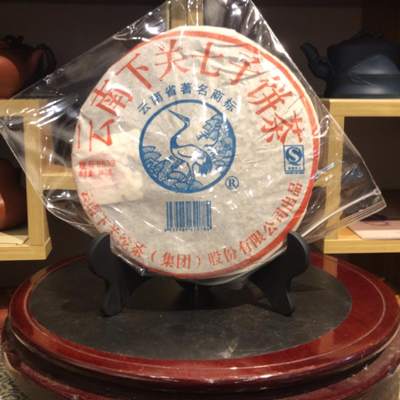 云南下关七子饼茶
云南省著名商标
®
云南下关沱茶（集团）股份有限公司出品